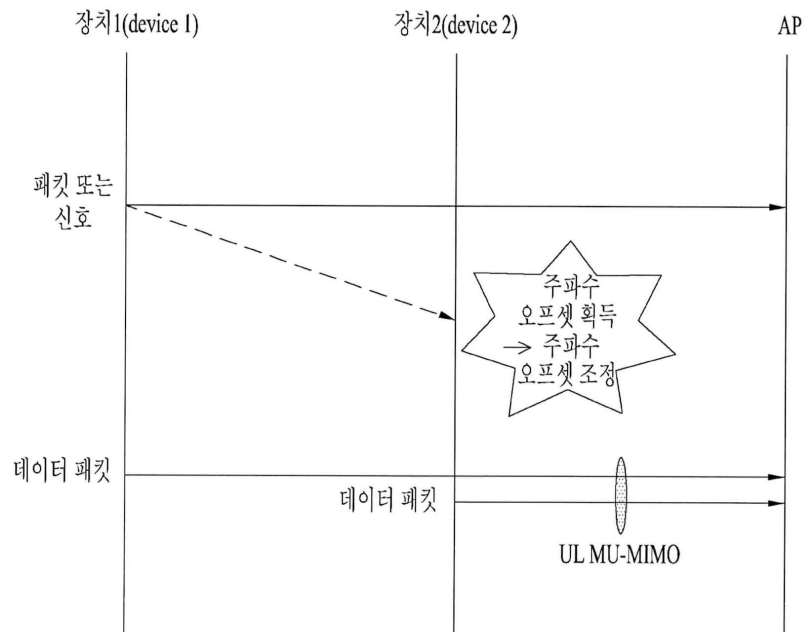 장치1(device 1)
장치2(device 2)
AP
패킷 또는
신호
주파수
오프셋 획득
→ 주파수
오프셋 조정
데이터 패킷
데이터 패킷
UL MU-MIMO